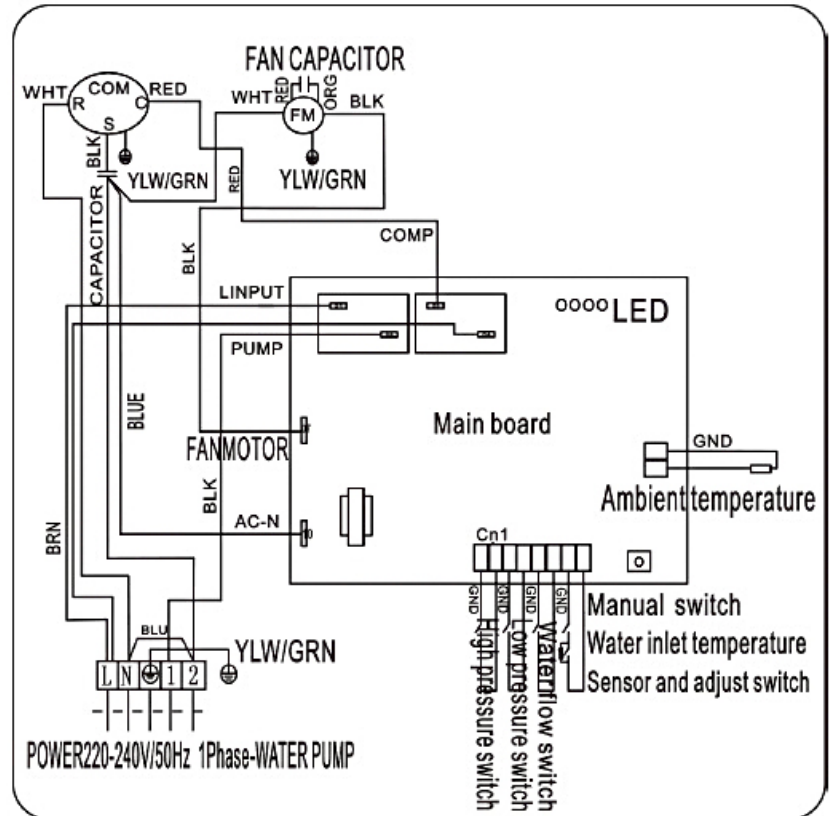 FAN CAPACITOR
WHT
COM
RED
R
C
S
WHT
RED
ORG
BLK
FM
BLK
YLW/GRN
YLW/GRN
RED
CAPACITOR
BLK
COMP
LINPUT
OOOO LED
PUMP
BLUE
Main board
FANMOTOR
GND
Ambient temperature
BLK
AC-N
BRN
Cn1
GND
GND
GND
GND
High pressure switch
Low pressure switch
Water flow switch
Manual switch
Water inlet temperature
Sensor and adjust switch
BLU
YLW/GRN
L N 1 2
POWER220-240V/50Hz 1Phase-WATER PUMP